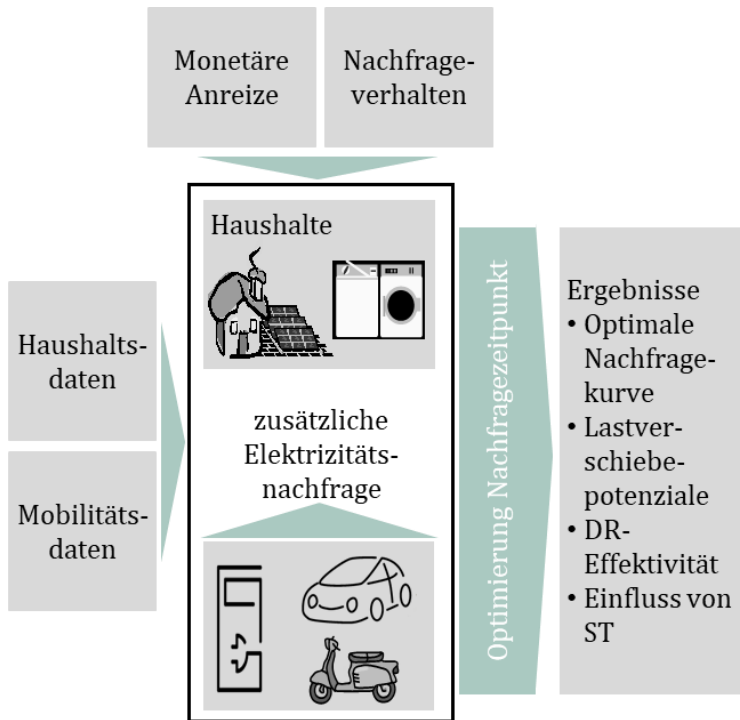 Monetäre
Anreize
Nachfrage-
verhalten
Haushalte
Haushalts-
daten
Mobilitäts-
daten
zusätzliche
Elektrizitäts-
nachfrage
Optimierung Nachfragezeitpunkt
Ergebnisse
• Optimale
Nachfrage-
kurve
• Lastver-
schiebe-
potenziale
• DR-
Effektivität
• Einfluss von
ST